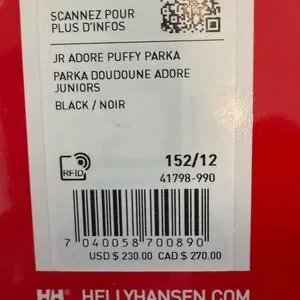 SCANNEZ POUR
PLUS D'INFOS
JR ADORE PUFFY PARKA
PARKA DOUDOUNE ADORE
JUNIORS
BLACK / NOIR
RFID
152/12
41798-990
7 040058 700890
USD $ 230.00 CAD $ 270.00
HH® HELLYHANSEN.COM